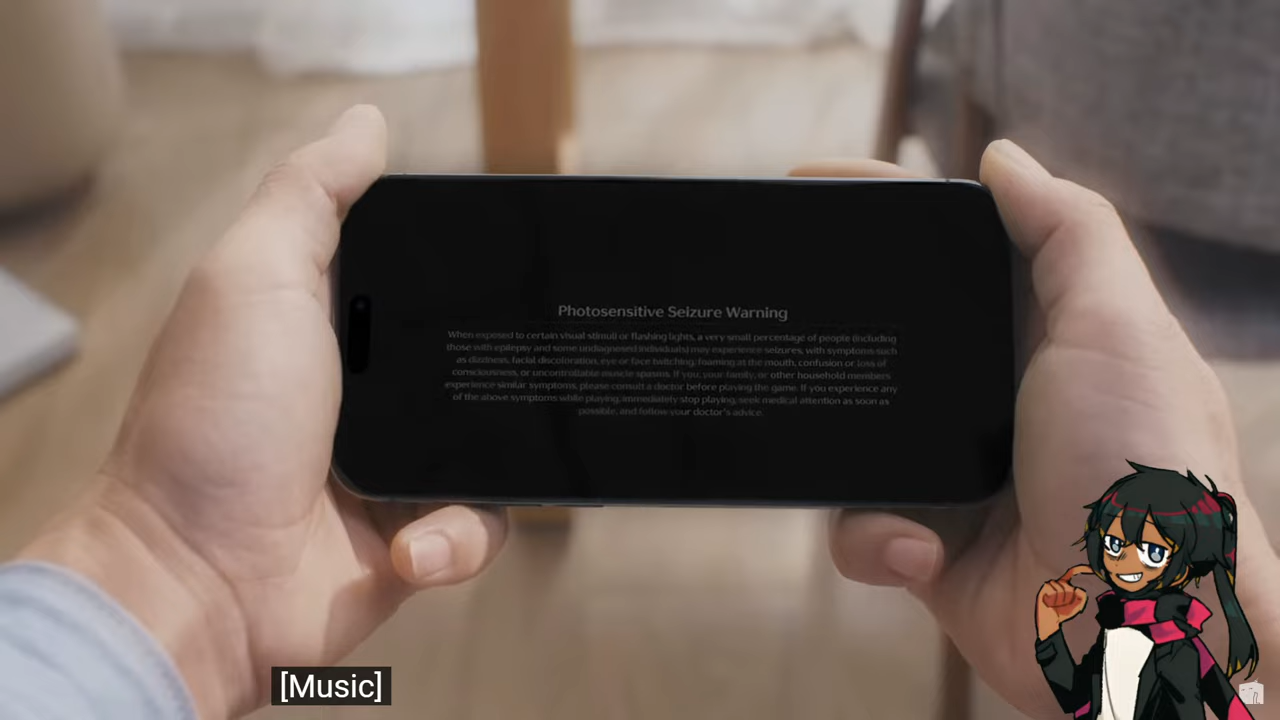 Photosensitive Seizure Warning
When exposed to certain visual stimuli or flashing lights, a very small percentage of people (including
those with epilepsy and some undiagnosed individuals) may experience seizures, with symptoms such
as dizziness, facial discoloration, eye or face twitching, foaming at the mouth, confusion or loss of
consciousness, or uncontrollable muscle spasms. If you, your family, or other household members
experience similar symptoms, please consult a doctor before playing the game. If you experience any
of the above symptoms while playing, immediately stop playing, seek medical attention as soon as
possible, and follow your doctor's advice.
[Music]